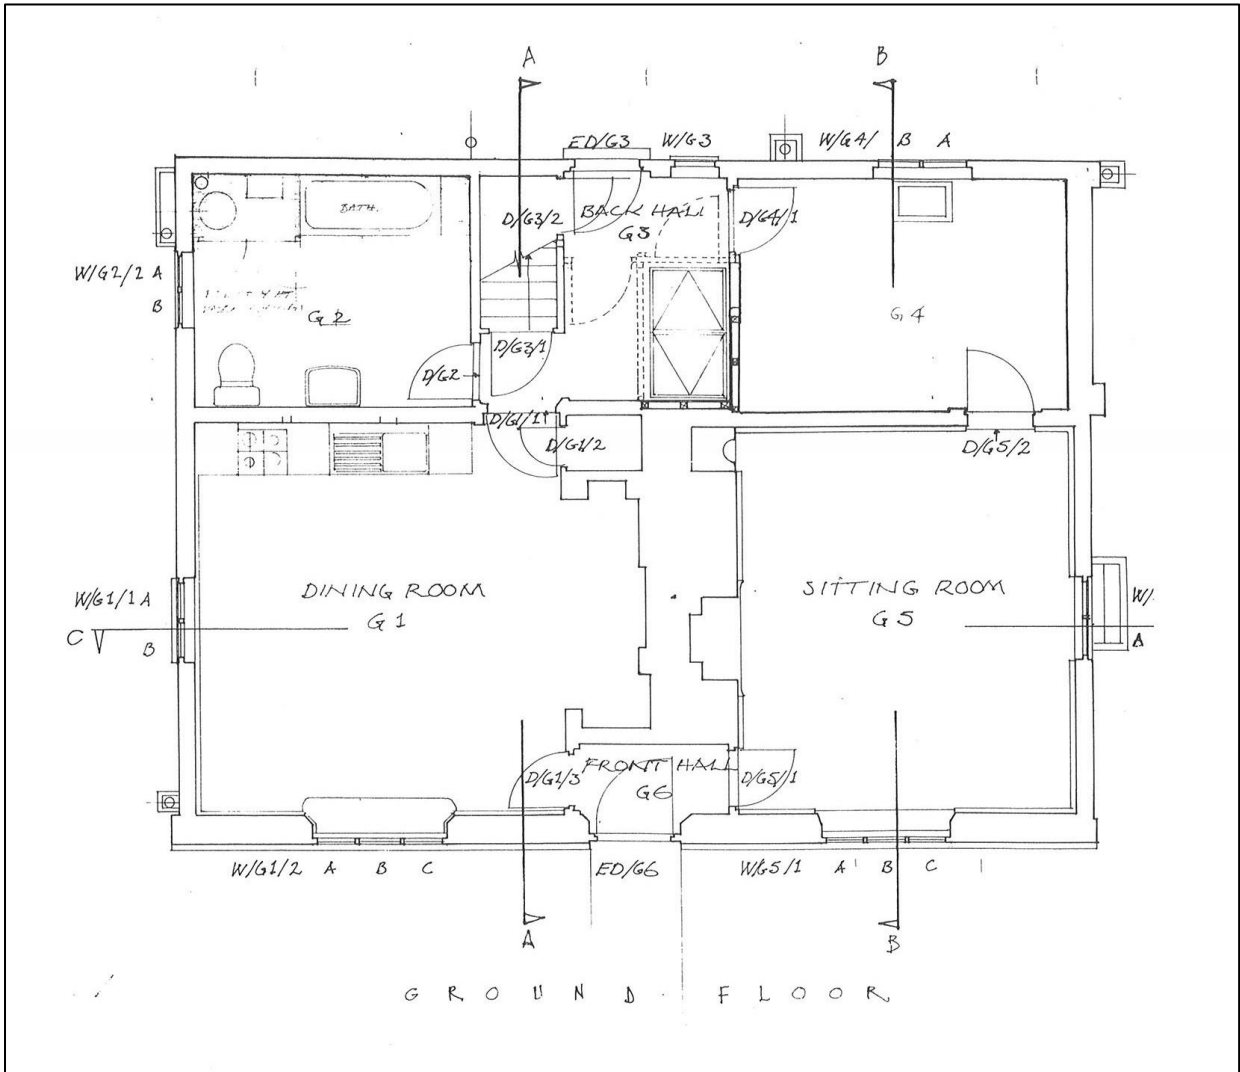 A
B
ED/G3
W/G3
W/G4/ B A
BATH.
D/G3/2
BACK HALL
G3
D/G4/1
W/G2/2 A
B
G2
G4
D/G3/1
D/G2
D/G1/1
D/G1/2
D/G5/2
DINING ROOM
G1
SITTING ROOM
G5
W/G1/1 A
B
C
W/
A
D/G1/3
FRONT HALL
G6
D/G5/1
W/G1/2 A B C
ED/G6
W/G5/1 A B C
A
B
GROUND FLOOR